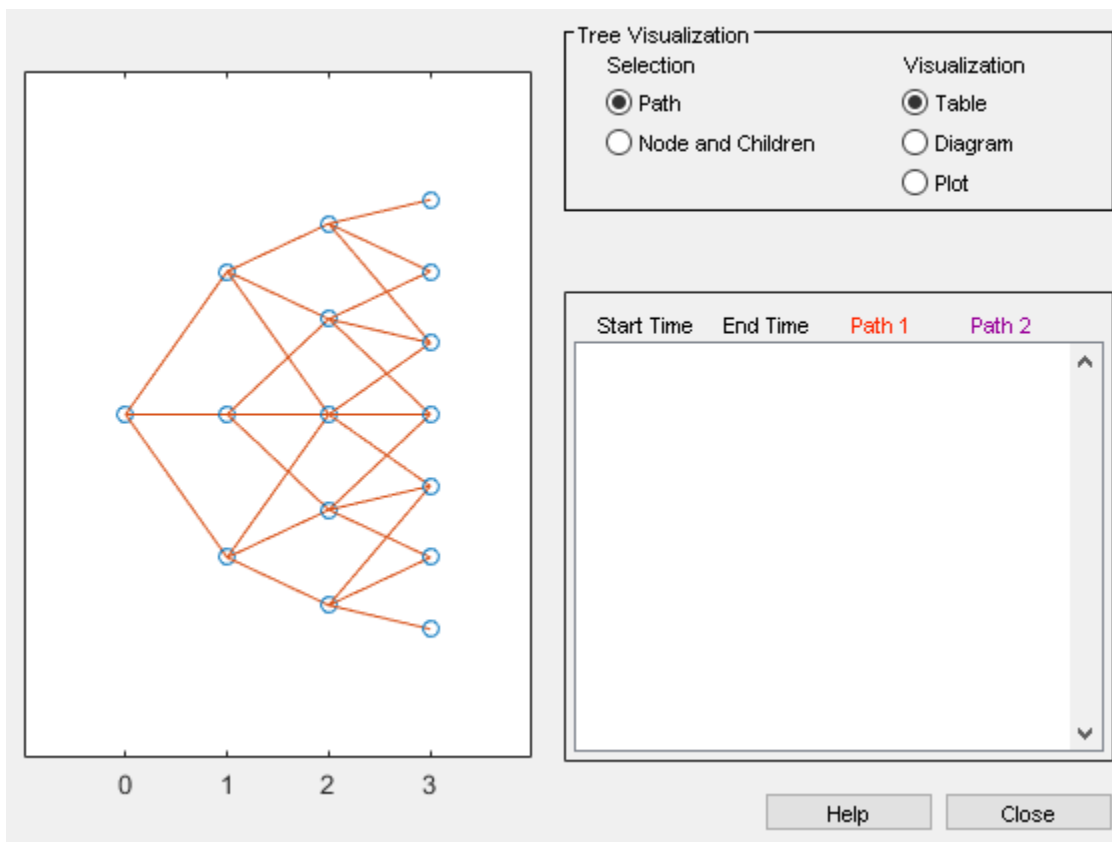 Tree Visualization
Selection Visualization
Path Table
Node and Children Diagram
Plot
Start Time End Time Path 1 Path 2
0 1 2 3
Help Close